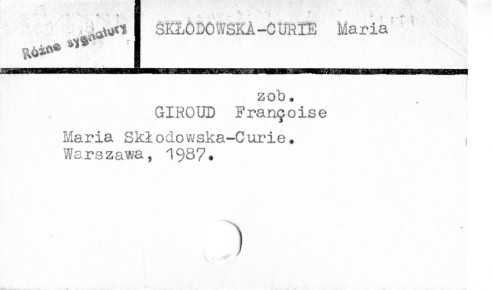 Różne sygnatury
SKŁODOWSKA-CURIE Maria
zob.
GIROUD Françoise
Maria Skłodowska-Curie.
Warszawa, 1987.